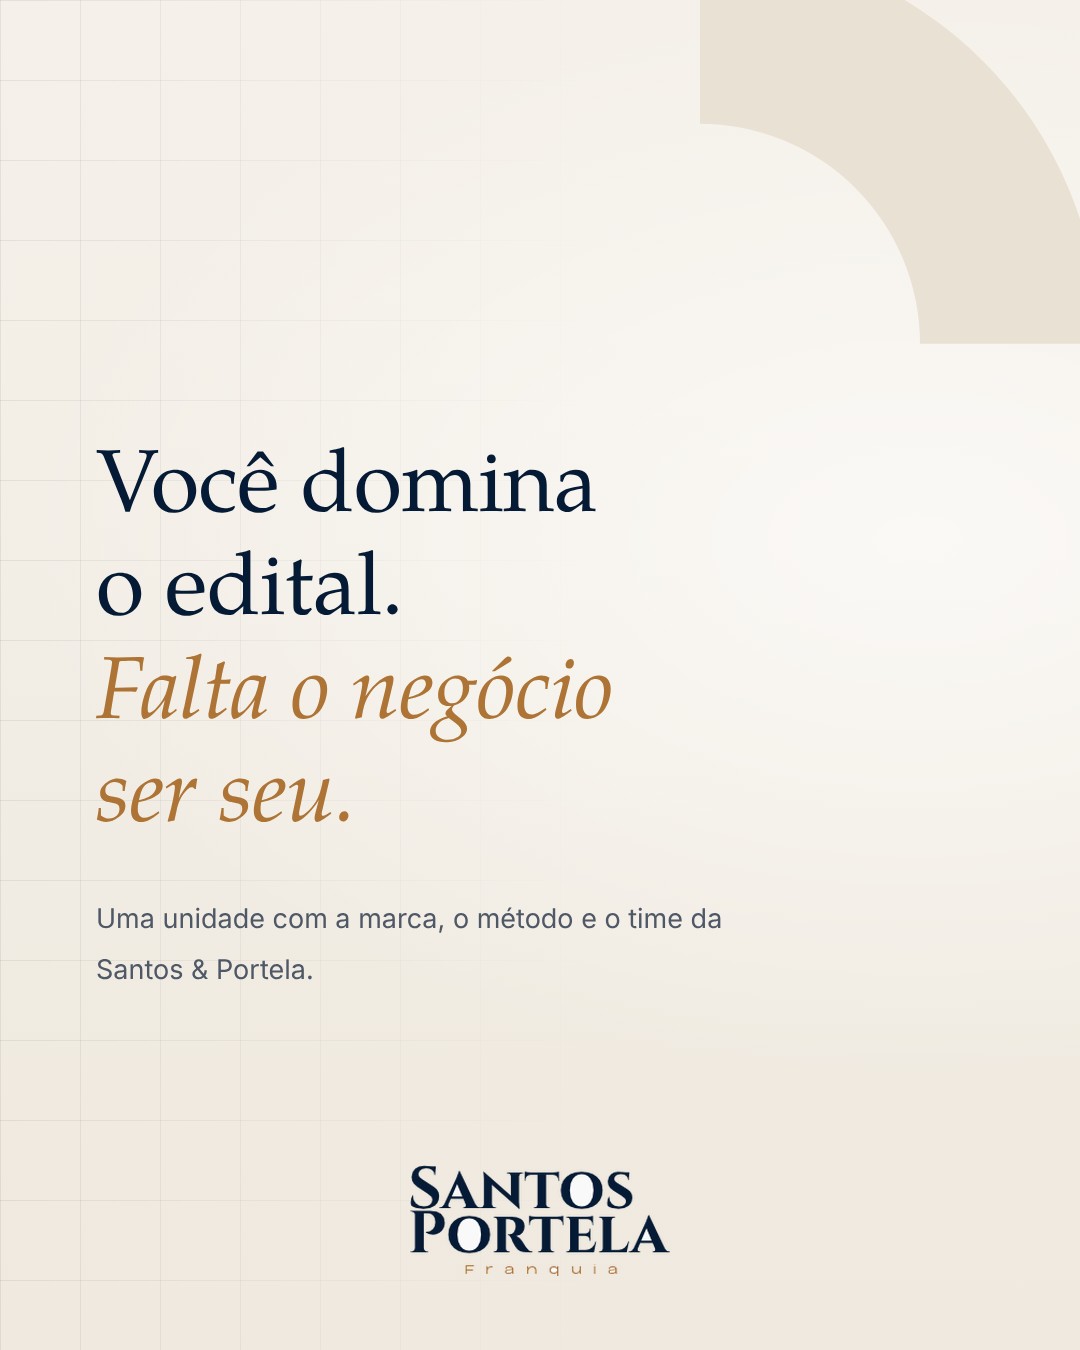 Você domina
o edital.
Falta o negócio
ser seu.
Uma unidade com a marca, o método e o time da
Santos & Portela.
SANTOS
PORTELA
Franquia